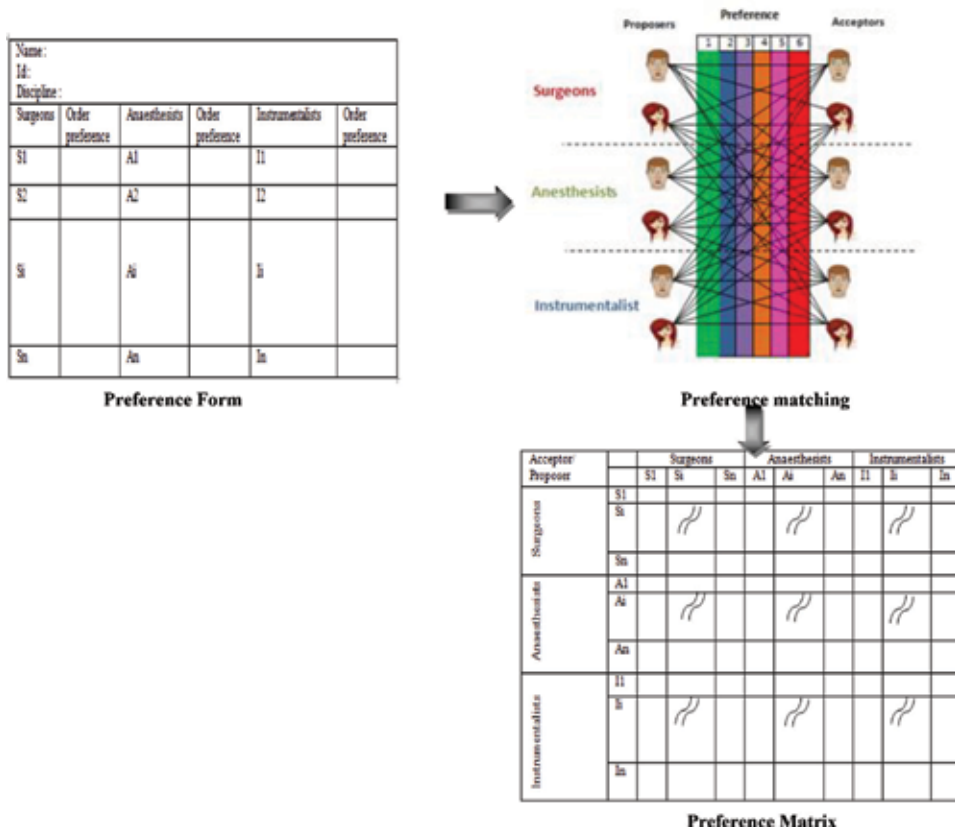 Name:
Id:
Discipline:
Surgeons Order preference Anaesthesists Order preference Instrumentalists Order preference
S1 A1 I1
S2 A2 I2
Si Ai Ii
Sn An In
Preference Form
Proposers Preference Acceptors
1 2 3 4 5 6
Surgeons
Anesthesists
Instrumentalist
Preference matching
Acceptor/ Surgeons Anaesthesists Instrumentalists
Proposer S1 Si Sn A1 Ai An I1 Ii In
Surgeons
S1
Si
Sn
Anaesthesists
A1
Ai
An
Instrumentalists
I1
In
Preference Matrix